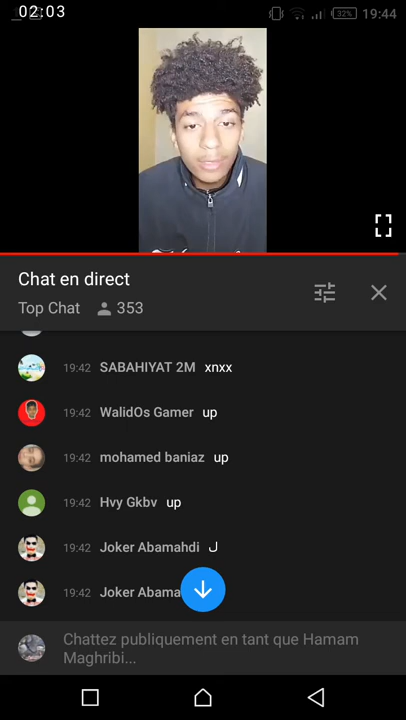 02:03
32%
19:44
Chat en direct
Top Chat 353
19:42 SABAHIYAT 2M xnxx
19:42 WalidOs Gamer up
19:42 mohamed baniaz up
19:42 Hvy Gkbv up
19:42 Joker Abamahdi ل
19:42 Joker Abama
Chattez publiquement en tant que Hamam
Maghribi...